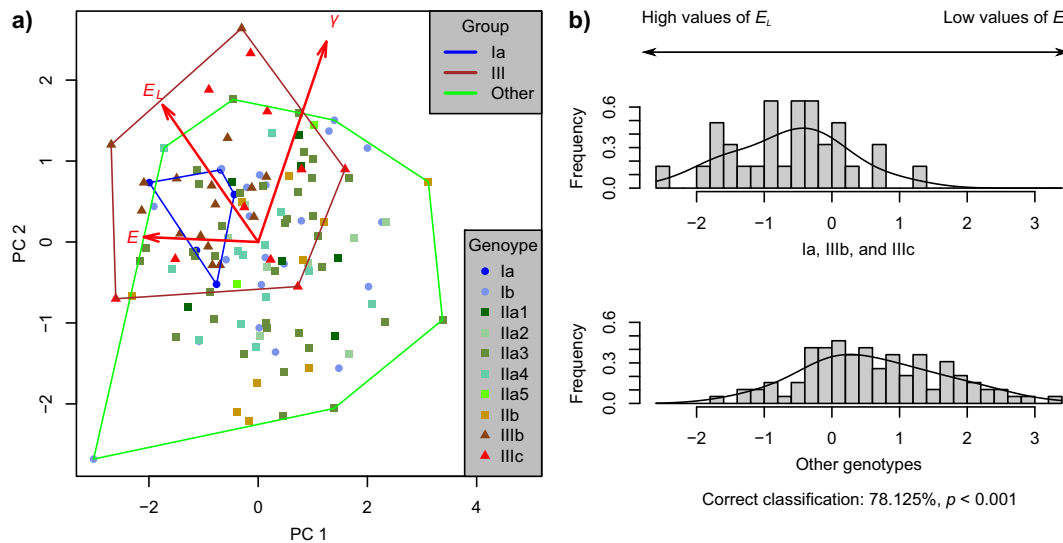 a)
γ
E_L
E
Group
Ia
III
Other
Genoype
Ia
Ib
IIa1
IIa2
IIa3
IIa4
IIa5
IIb
IIIb
IIIc
PC 2
2
1
0
−1
−2
−2 0 2 4
PC 1
b)
High values of E_L Low values of E
Frequency
0.6
0.3
0.0
−2 −1 0 1 2 3
Ia, IIIb, and IIIc
Frequency
0.6
0.3
0.0
−2 −1 0 1 2 3
Other genotypes
Correct classification: 78.125%, p < 0.001